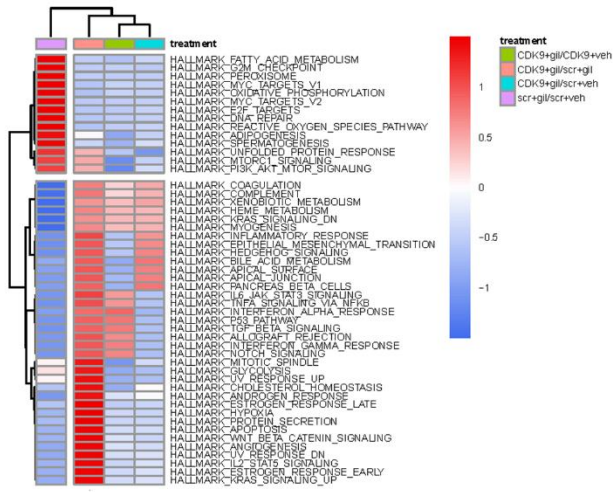 treatment
HALLMARK_FATTY_ACID_METABOLISM
HALLMARK_G2M_CHECKPOINT
HALLMARK_PEROXISOME
HALLMARK_MYC_TARGETS_V1
HALLMARK_OXIDATIVE_PHOSPHORYLATION
HALLMARK_MYC_TARGETS_V2
HALLMARK_E2F_TARGETS
HALLMARK_DNA_REPAIR
HALLMARK_REACTIVE_OXYGEN_SPECIES_PATHWAY
HALLMARK_ADIPOGENESIS
HALLMARK_SPERMATOGENESIS
HALLMARK_UNFOLDED_PROTEIN_RESPONSE
HALLMARK_MTORC1_SIGNALING
HALLMARK_PI3K_AKT_MTOR_SIGNALING
HALLMARK_COAGULATION
HALLMARK_COMPLEMENT
HALLMARK_XENOBIOTIC_METABOLISM
HALLMARK_HEME_METABOLISM
HALLMARK_KRAS_SIGNALING_DN
HALLMARK_MYOGENESIS
HALLMARK_INFLAMMATORY_RESPONSE
HALLMARK_EPITHELIAL_MESENCHYMAL_TRANSITION
HALLMARK_HEDGEHOG_SIGNALING
HALLMARK_BILE_ACID_METABOLISM
HALLMARK_APICAL_SURFACE
HALLMARK_APICAL_JUNCTION
HALLMARK_PANCREAS_BETA_CELLS
HALLMARK_IL6_JAK_STAT3_SIGNALING
HALLMARK_TNFA_SIGNALING_VIA_NFKB
HALLMARK_INTERFERON_ALPHA_RESPONSE
HALLMARK_P53_PATHWAY
HALLMARK_TGF_BETA_SIGNALING
HALLMARK_ALLOGRAFT_REJECTION
HALLMARK_INTERFERON_GAMMA_RESPONSE
HALLMARK_NOTCH_SIGNALING
HALLMARK_MITOTIC_SPINDLE
HALLMARK_GLYCOLYSIS
HALLMARK_UV_RESPONSE_UP
HALLMARK_CHOLESTEROL_HOMEOSTASIS
HALLMARK_ANDROGEN_RESPONSE
HALLMARK_ESTROGEN_RESPONSE_LATE
HALLMARK_HYPOXIA
HALLMARK_PROTEIN_SECRETION
HALLMARK_APOPTOSIS
HALLMARK_WNT_BETA_CATENIN_SIGNALING
HALLMARK_ANGIOGENESIS
HALLMARK_UV_RESPONSE_DN
HALLMARK_IL2_STAT5_SIGNALING
HALLMARK_ESTROGEN_RESPONSE_EARLY
HALLMARK_KRAS_SIGNALING_UP
1
0.5
0
−0.5
−1
treatment
CDK9+gil/CDK9+veh
CDK9+gil/scr+gil
CDK9+gil/scr+veh
scr+gil/scr+veh